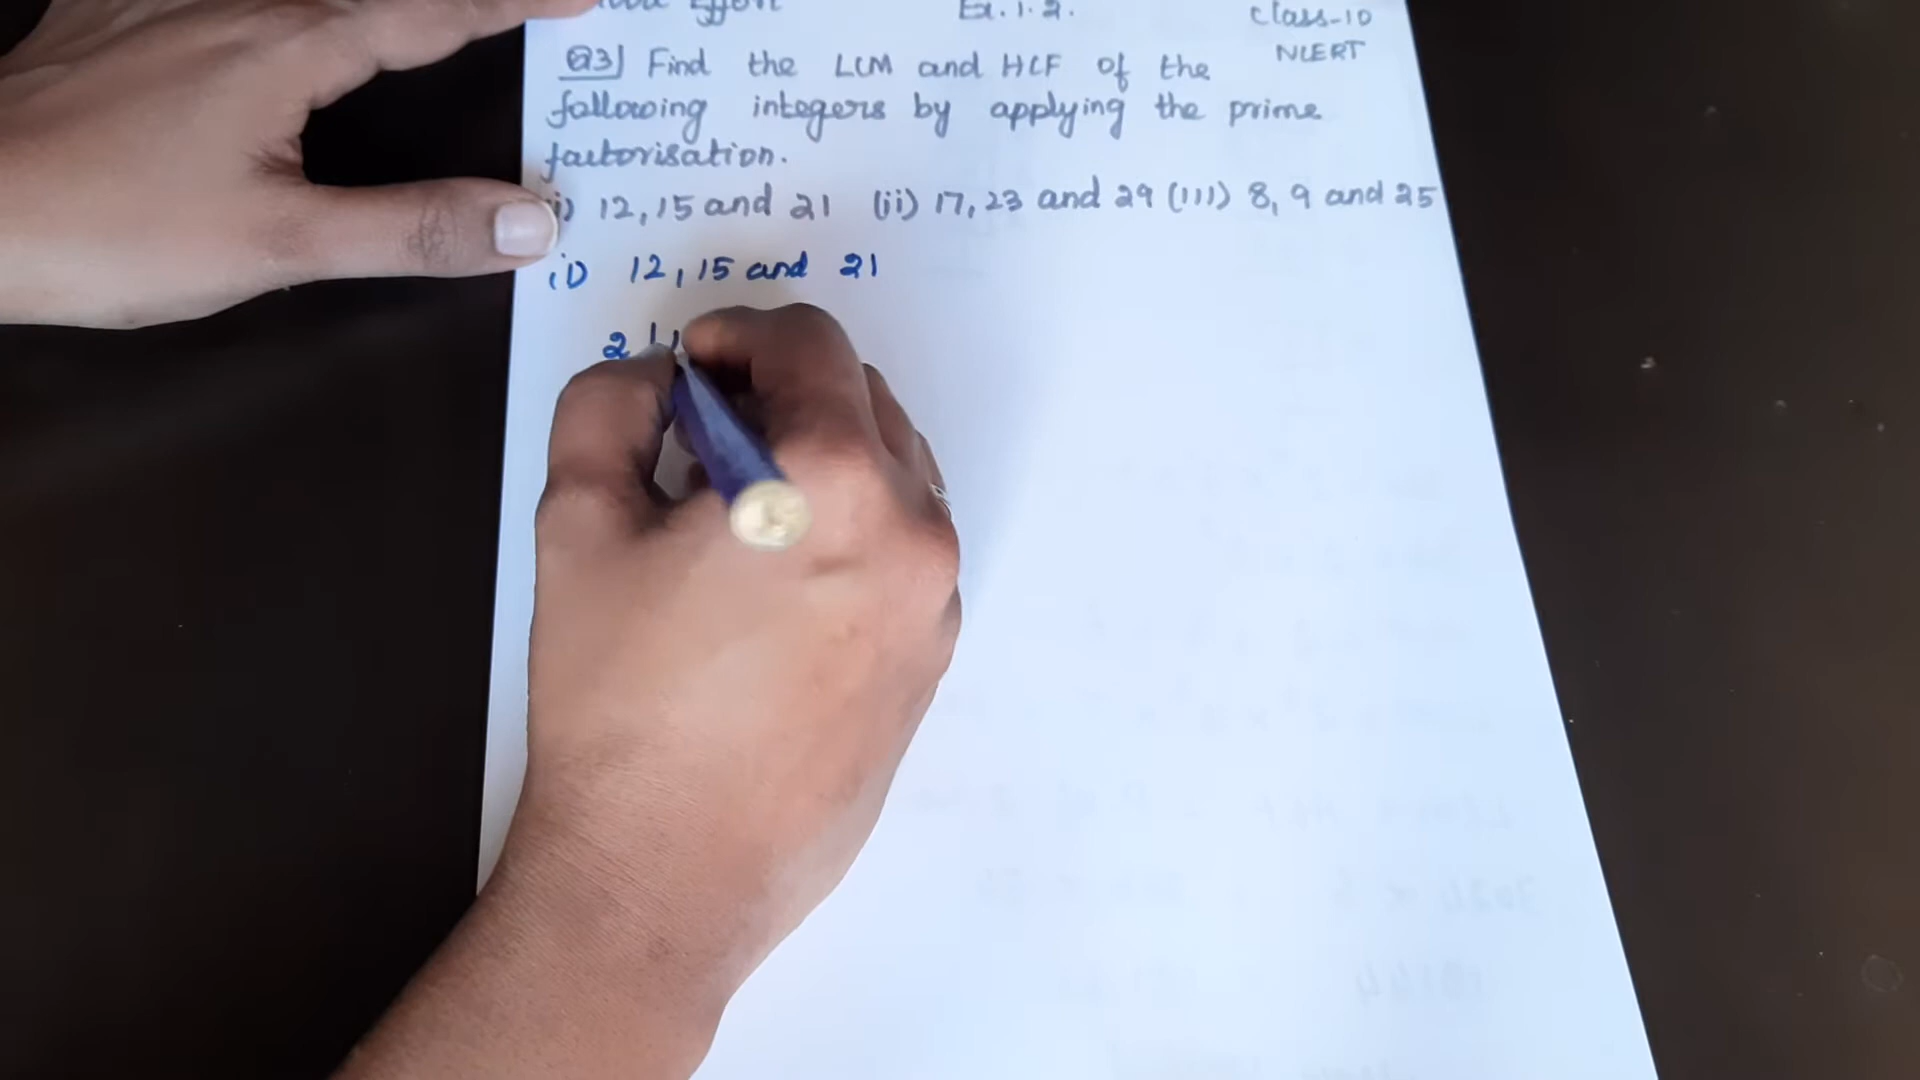 Effort Ex. 1.2. Class-10
NCERT
Q3) Find the LCM and HCF of the
following integers by applying the prime
factorisation.
i) 12, 15 and 21 (ii) 17, 23 and 29 (iii) 8, 9 and 25
(i) 12, 15 and 21
2